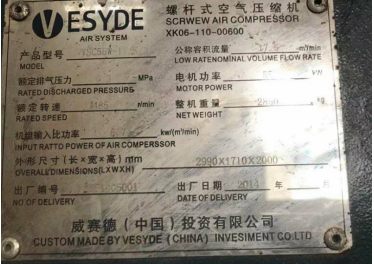 VESYDE
AIR SYSTEM
螺杆式空气压缩机
SCRWEW AIR COMPRESSOR
XK06-110-00600
产品型号
MODEL
公称容积流量 m³/min
LOW RATENOMINAL VOLUME FLOW RATE
额定排气压力 MPa
RATED DISCHARGED PRESSURS
电机功率 kW
MOTOR POWER
额定转速 r/min
RATED SPEED
整机重量 kg
NET WEIGHT
机组输入比功率 kw/(m³/min)
INPUT RATTO POWER OF AIR COMPERSSOR
外形尺寸(长×宽×高)mm 2990X1710X2000
OVERALL DIMENSIONS(LXWXH)
出厂编号
NO.OF DELIVERY
出厂日期 2014 年 月
DATE OF DELIVERY
威赛德(中国)投资有限公司
CUSTOM MADE BY VESYDE (CHINA) INVESIMENT CO.LTD